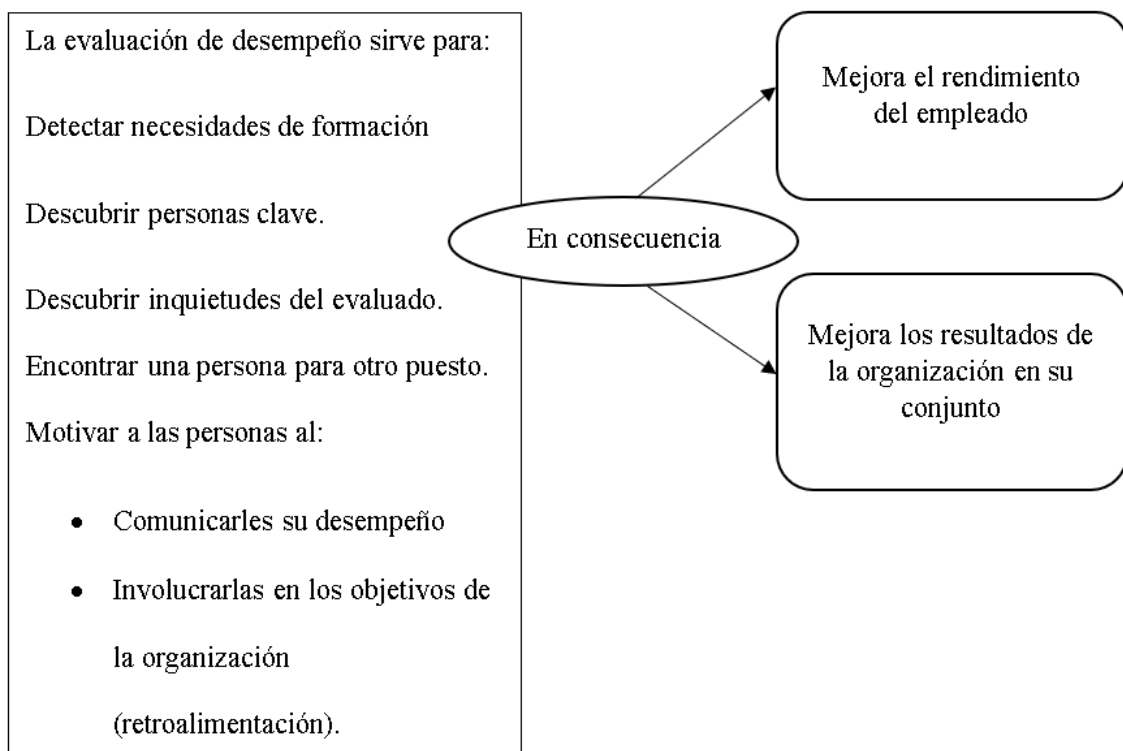 La evaluación de desempeño sirve para:
Detectar necesidades de formación
Descubrir personas clave.
Descubrir inquietudes del evaluado.
Encontrar una persona para otro puesto.
Motivar a las personas al:
• Comunicarles su desempeño
• Involucrarlas en los objetivos de
la organización
(retroalimentación).
En consecuencia
Mejora el rendimiento
del empleado
Mejora los resultados de
la organización en su
conjunto